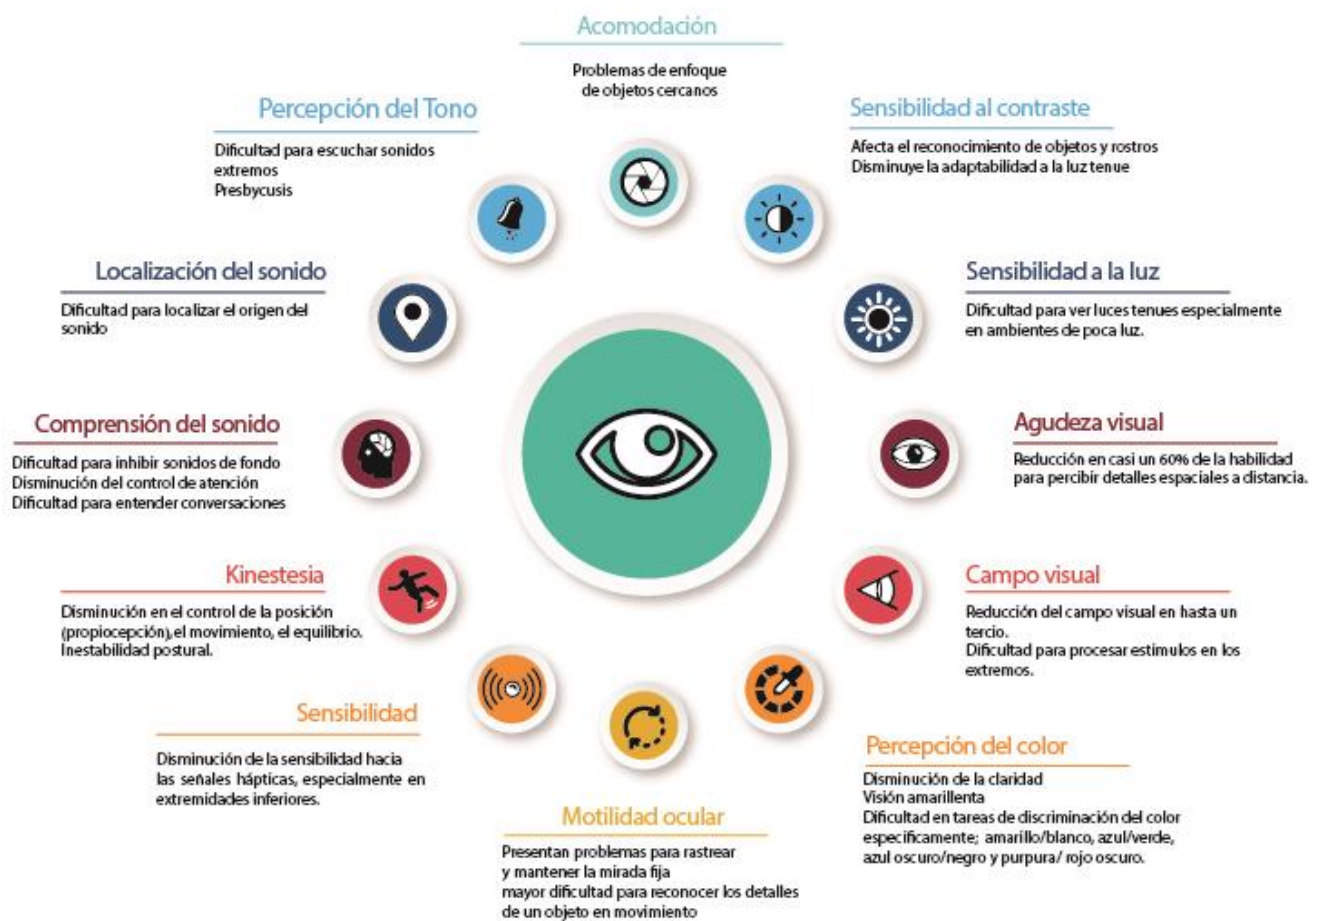 Acomodación
Problemas de enfoque
de objetos cercanos
Sensibilidad al contraste
Afecta el reconocimiento de objetos y rostros
Disminuye la adaptabilidad a la luz tenue
Sensibilidad a la luz
Dificultad para ver luces tenues especialmente
en ambientes de poca luz.
Agudeza visual
Reducción en casi un 60% de la habilidad
para percibir detalles espaciales a distancia.
Campo visual
Reducción del campo visual en hasta un
tercio.
Dificultad para procesar estímulos en los
extremos.
Percepción del color
Disminución de la claridad
Visión amarillenta
Dificultad en tareas de discriminación del color
especificamente; amarillo/blanco, azul/verde,
azul oscuro/negro y purpura/ rojo oscuro.
Motilidad ocular
Presentan problemas para rastrear
y mantener la mirada fija
mayor dificultad para reconocer los detalles
de un objeto en movimiento
Sensibilidad
Disminución de la sensibilidad hacia
las señales hápticas, especialmente en
extremidades inferiores.
Kinestesia
Disminución en el control de la posición
(propiocepción),el movimiento, el equilibrio.
Inestabilidad postural.
Comprensión del sonido
Dificultad para inhibir sonidos de fondo
Disminución del control de atención
Dificultad para entender conversaciones
Localización del sonido
Dificultad para localizar el origen del
sonido
Percepción del Tono
Dificultad para escuchar sonidos
extremos
Presbycusis